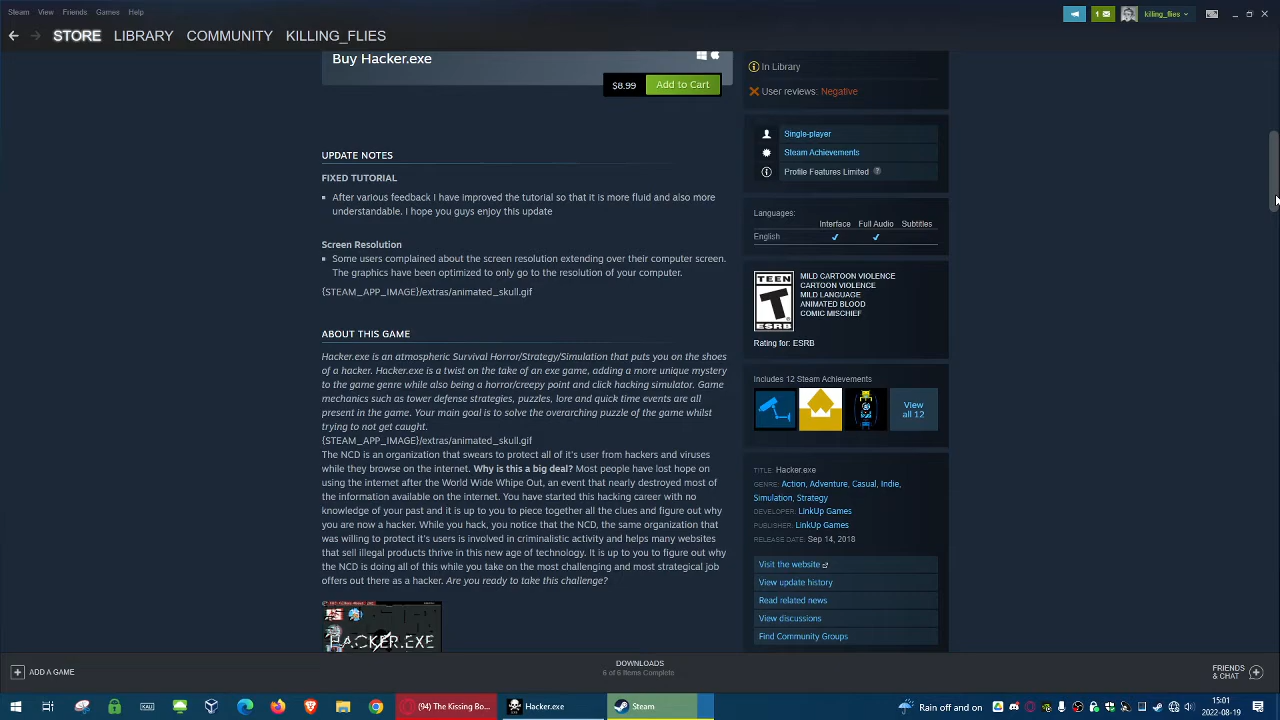 Steam View Friends Games Help
1
killing_flies
STORE LIBRARY COMMUNITY KILLING_FLIES
Buy Hacker.exe
$8.99 Add to Cart
UPDATE NOTES
FIXED TUTORIAL
After various feedback I have improved the tutorial so that it is more fluid and also more
understandable. I hope you guys enjoy this update
Screen Resolution
Some users complained about the screen resolution extending over their computer screen.
The graphics have been optimized to only go to the resolution of your computer.
{STEAM_APP_IMAGE}/extras/animated_skull.gif
ABOUT THIS GAME
Hacker.exe is an atmospheric Survival Horror/Strategy/Simulation that puts you on the shoes
of a hacker. Hacker.exe is a twist on the take of an exe game, adding a more unique mystery
to the game genre while also being a horror/creepy point and click hacking simulator. Game
mechanics such as tower defense strategies, puzzles, lore and quick time events are all
present in the game. Your main goal is to solve the overarching puzzle of the game whilst
trying to not get caught.
{STEAM_APP_IMAGE}/extras/animated_skull.gif
The NCD is an organization that swears to protect all of it's user from hackers and viruses
while they browse on the internet. Why is this a big deal? Most people have lost hope on
using the internet after the World Wide Whipe Out, an event that nearly destroyed most of
the information available on the internet. You have started this hacking career with no
knowledge of your past and it is up to you to piece together all the clues and figure out why
you are now a hacker. While you hack, you notice that the NCD, the same organization that
was willing to protect it's users is involved in criminalistic activity and helps many websites
that sell illegal products thrive in this new age of technology. It is up to you to figure out why
the NCD is doing all of this while you take on the most challenging and most strategical job
offers out there as a hacker. Are you ready to take this challenge?
HACKER.EXE
In Library
User reviews: Negative
Single-player
Steam Achievements
Profile Features Limited ?
Languages:
Interface Full Audio Subtitles
English ✔ ✔
TEEN
T
ESRB
MILD CARTOON VIOLENCE
CARTOON VIOLENCE
MILD LANGUAGE
ANIMATED BLOOD
COMIC MISCHIEF
Rating for: ESRB
Includes 12 Steam Achievements
View
all 12
TITLE: Hacker.exe
GENRE: Action, Adventure, Casual, Indie,
Simulation, Strategy
DEVELOPER: LinkUp Games
PUBLISHER: LinkUp Games
RELEASE DATE: Sep 14, 2018
Visit the website
View update history
Read related news
View discussions
Find Community Groups
ADD A GAME
DOWNLOADS
6 of 6 Items Complete
FRIENDS
& CHAT
KALI
(94) The Kissing Bo...
Hacker.exe
Steam
Rain off and on
15:01
2022-08-19